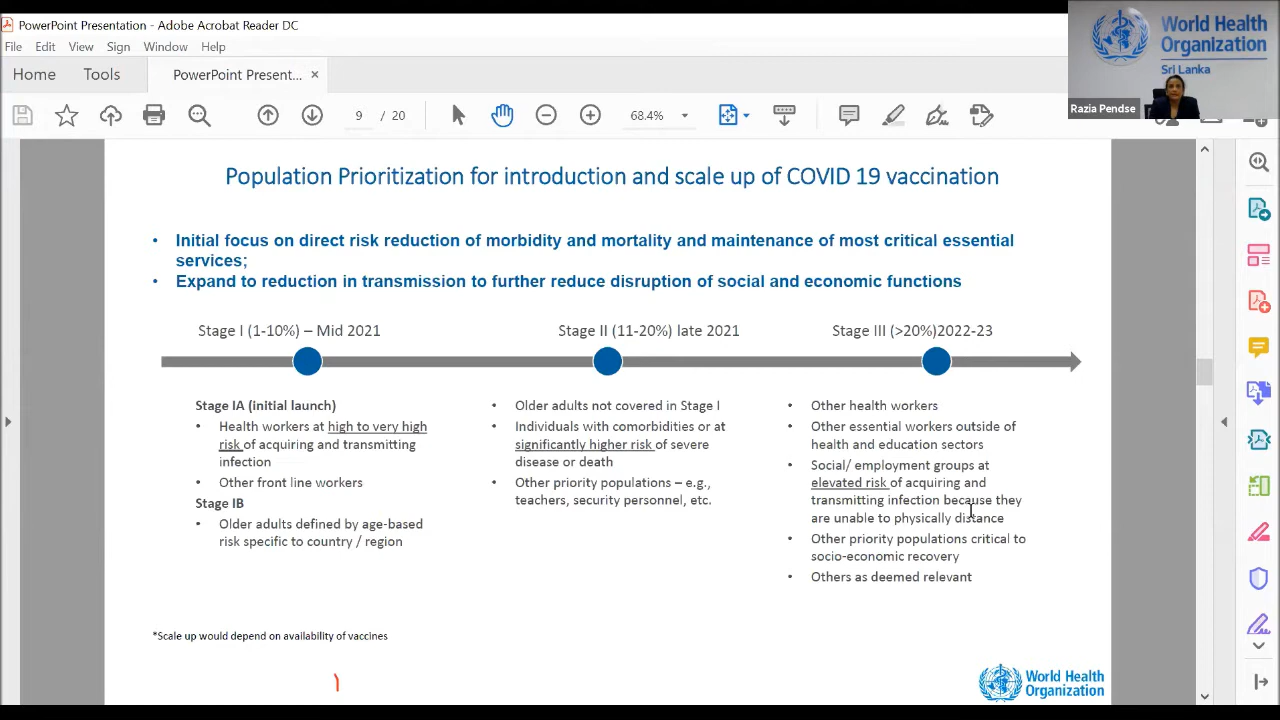 PowerPoint Presentation - Adobe Acrobat Reader DC
File Edit View Sign Window Help
Home Tools PowerPoint Present... ×
9 / 20 68.4%
World Health
Organization
Sri Lanka
Razia Pendse
Population Prioritization for introduction and scale up of COVID 19 vaccination
• Initial focus on direct risk reduction of morbidity and mortality and maintenance of most critical essential
services;
• Expand to reduction in transmission to further reduce disruption of social and economic functions
Stage I (1-10%) – Mid 2021
Stage II (11-20%) late 2021
Stage III (>20%)2022-23
Stage IA (initial launch)
• Health workers at high to very high
risk of acquiring and transmitting
infection
• Other front line workers
Stage IB
• Older adults defined by age-based
risk specific to country / region
• Older adults not covered in Stage I
• Individuals with comorbidities or at
significantly higher risk of severe
disease or death
• Other priority populations – e.g.,
teachers, security personnel, etc.
• Other health workers
• Other essential workers outside of
health and education sectors
• Social/ employment groups at
elevated risk of acquiring and
transmitting infection because they
are unable to physically distance
• Other priority populations critical to
socio-economic recovery
• Others as deemed relevant
*Scale up would depend on availability of vaccines
World Health
Organization